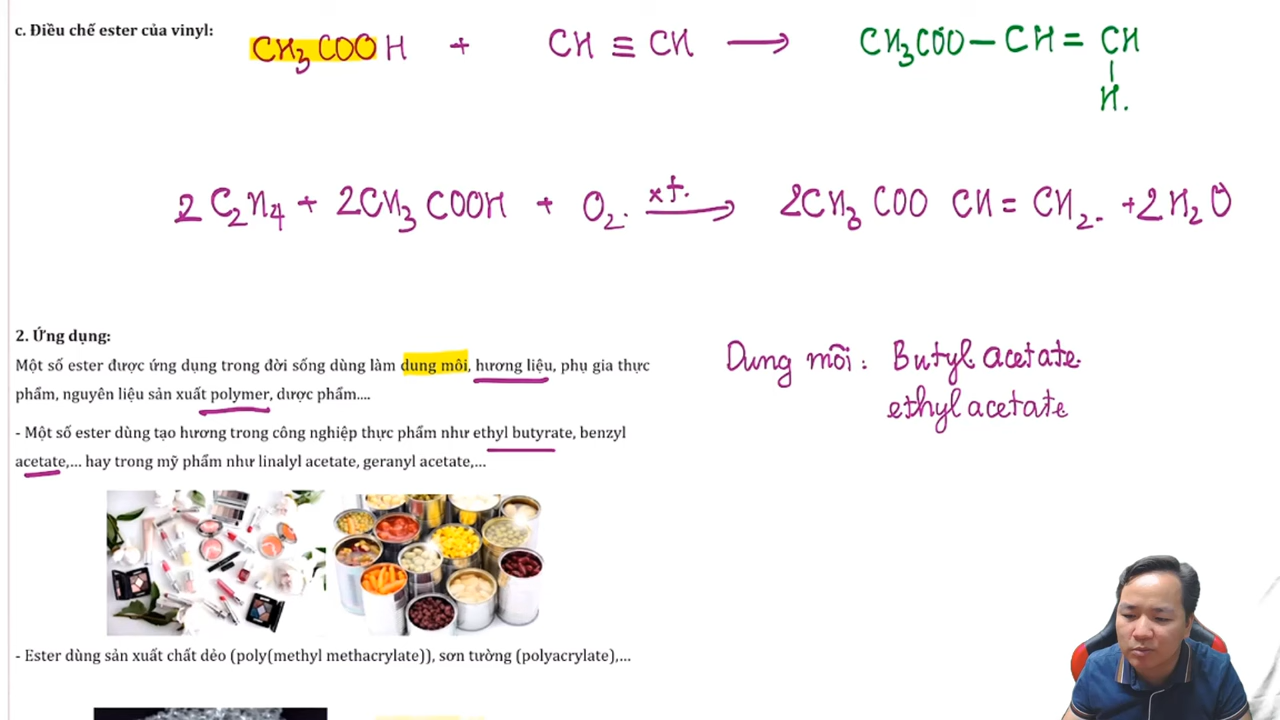 c. Điều chế ester của vinyl:
CH₃COOH + CH ≡ CH ⟶ CH₃COO – CH = CH
|
H.
2C₂H₄ + 2CH₃COOH + O₂. xt. ⟶ 2CH₃COO CH = CH₂. + 2H₂O
2. Ứng dụng:
Một số ester được ứng dụng trong đời sống dùng làm dung môi, hương liệu, phụ gia thực
phẩm, nguyên liệu sản xuất polymer, dược phẩm....
Dung môi: Butyl acetate.
ethyl acetate
- Một số ester dùng tạo hương trong công nghiệp thực phẩm như ethyl butyrate, benzyl
acetate,... hay trong mỹ phẩm như linalyl acetate, geranyl acetate,...
- Ester dùng sản xuất chất dẻo (poly(methyl methacrylate)), sơn tường (polyacrylate),...